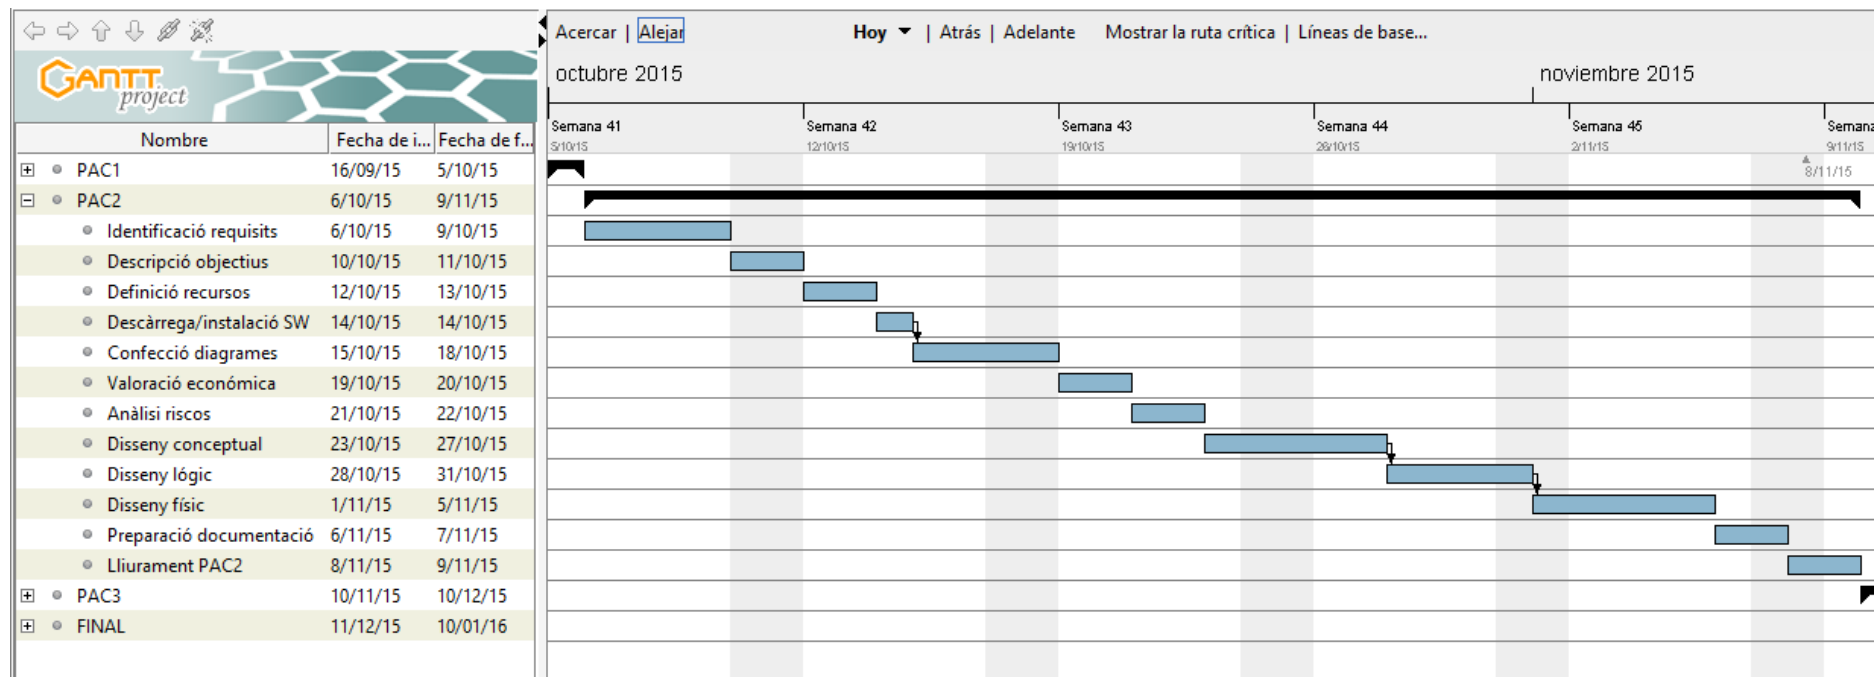 Acercar | Alejar Hoy | Atrás | Adelante Mostrar la ruta crítica | Líneas de base...
GANTT project
octubre 2015 noviembre 2015
Semana 41 Semana 42 Semana 43 Semana 44 Semana 45 Semana
5/10/15 12/10/15 19/10/15 26/10/15 2/11/15 9/11/15
Nombre Fecha de i... Fecha de f...
8/11/15
PAC1 16/09/15 5/10/15
PAC2 6/10/15 9/11/15
Identificació requisits 6/10/15 9/10/15
Descripció objectius 10/10/15 11/10/15
Definició recursos 12/10/15 13/10/15
Descàrrega/instalació SW 14/10/15 14/10/15
Confecció diagrames 15/10/15 18/10/15
Valoració económica 19/10/15 20/10/15
Anàlisi riscos 21/10/15 22/10/15
Disseny conceptual 23/10/15 27/10/15
Disseny lógic 28/10/15 31/10/15
Disseny físic 1/11/15 5/11/15
Preparació documentació 6/11/15 7/11/15
Lliurament PAC2 8/11/15 9/11/15
PAC3 10/11/15 10/12/15
FINAL 11/12/15 10/01/16